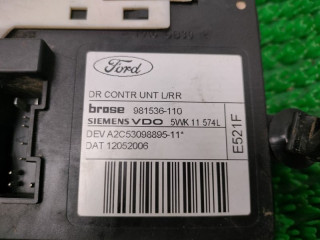 Ford
DR CONTR UNT L/RR
brose 981536-110
SIEMENS VDO 5WK 11 574L
DEV A2C53098895-11*
DAT 12052006
E521F